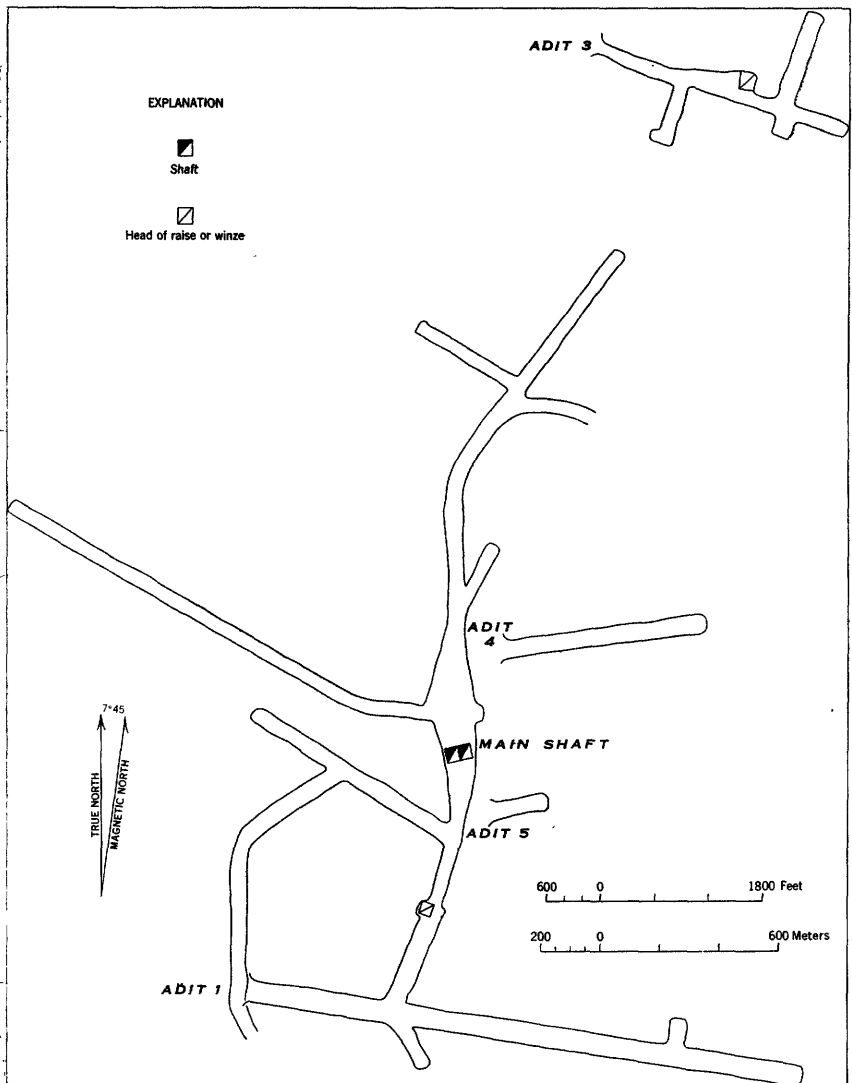 ADIT 3
EXPLANATION
Shaft
Head of raise or winze
ADIT
4
MAIN SHAFT
7°45
TRUE NORTH
MAGNETIC NORTH
ADIT 5
600 0 1800 Feet
200 0 600 Meters
ADIT 1